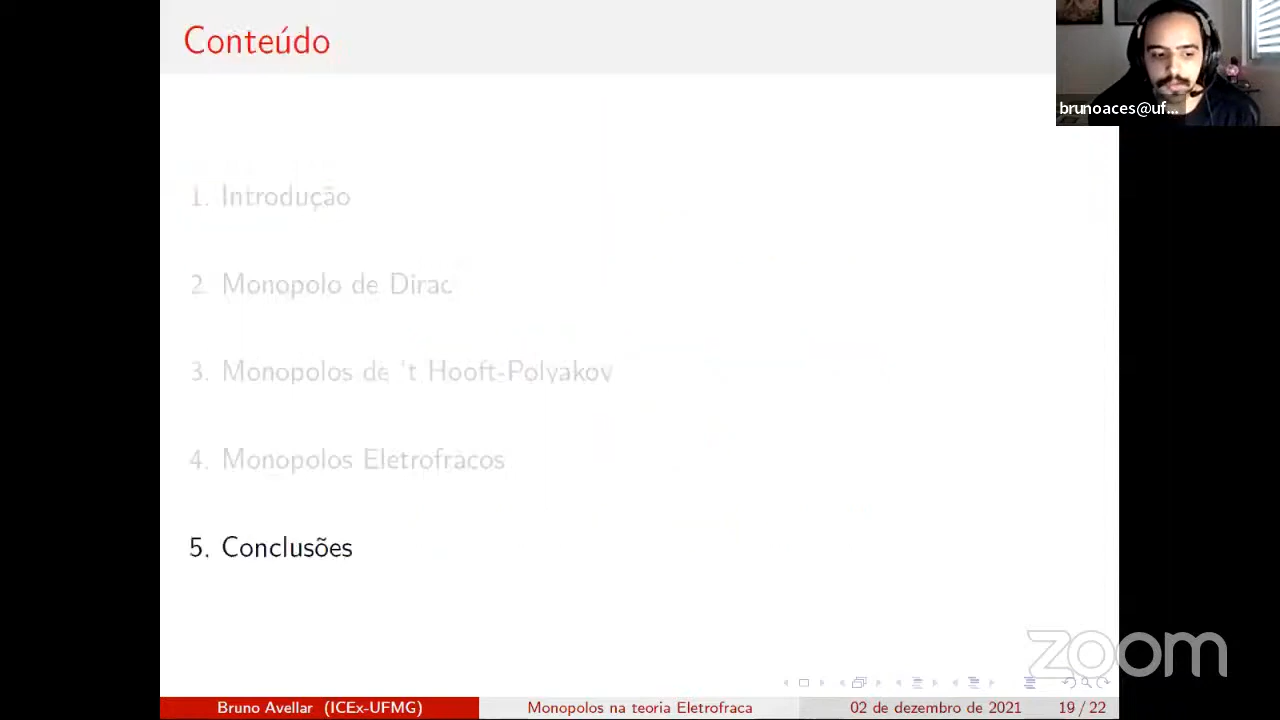 Conteúdo
brunoaces@uf...
1. Introdução
2. Monopolo de Dirac
3. Monopolos de 't Hooft-Polyakov
4. Monopolos Eletrofracos
5. Conclusões
zoom
Bruno Avellar (ICEx-UFMG) Monopolos na teoria Eletrofraca 02 de dezembro de 2021 19 / 22